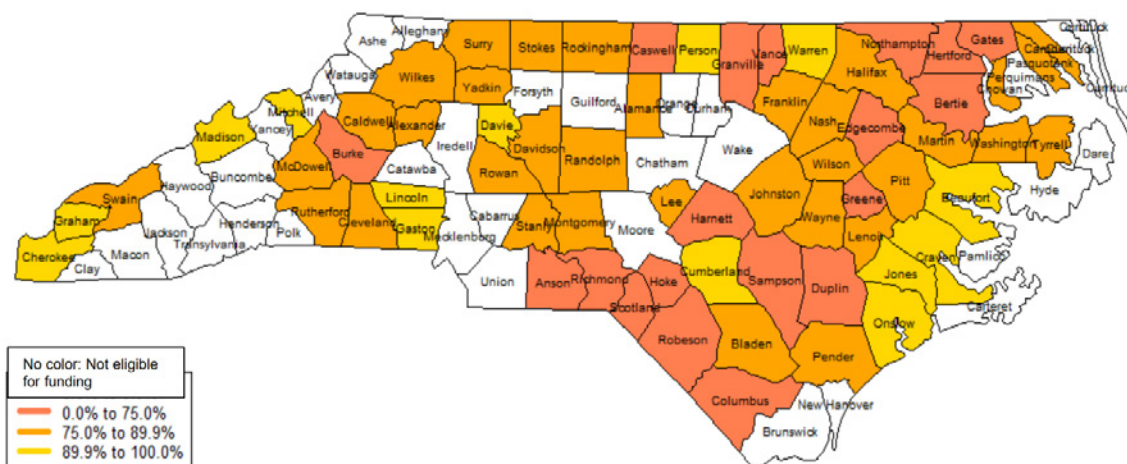 Currituck
Alleghany
Ashe
Surry
Stokes
Rockingham
Caswell
Person
Vance
Granville
Warren
Northampton
Hertford
Gates
Camden
Currituck
Pasquotank
Perquimans
Chowan
Currituck
Watauga
Wilkes
Yadkin
Forsyth
Guilford
Alamance
Orange
Durham
Franklin
Halifax
Bertie
Mitchell
Avery
Caldwell
Alexander
Davie
Iredell
Nash
Edgecombe
Martin
Washington
Tyrrell
Dare
Madison
Yancey
McDowell
Burke
Catawba
Rowan
Davidson
Randolph
Chatham
Wake
Wilson
Pitt
Beaufort
Hyde
Haywood
Buncombe
Swain
Graham
Rutherford
Cleveland
Lincoln
Gaston
Cabarrus
Stanly
Montgomery
Moore
Lee
Harnett
Johnston
Wayne
Greene
Lenoir
Craven
Pamlico
Cherokee
Clay
Macon
Jackson
Transylvania
Henderson
Polk
Mecklenborg
Union
Anson
Richmond
Scotland
Hoke
Cumberland
Sampson
Duplin
Jones
Onslow
Carteret
Robeson
Bladen
Pender
Columbus
New Hanover
Brunswick
No color: Not eligible
for funding
0.0% to 75.0%
75.0% to 89.9%
89.9% to 100.0%